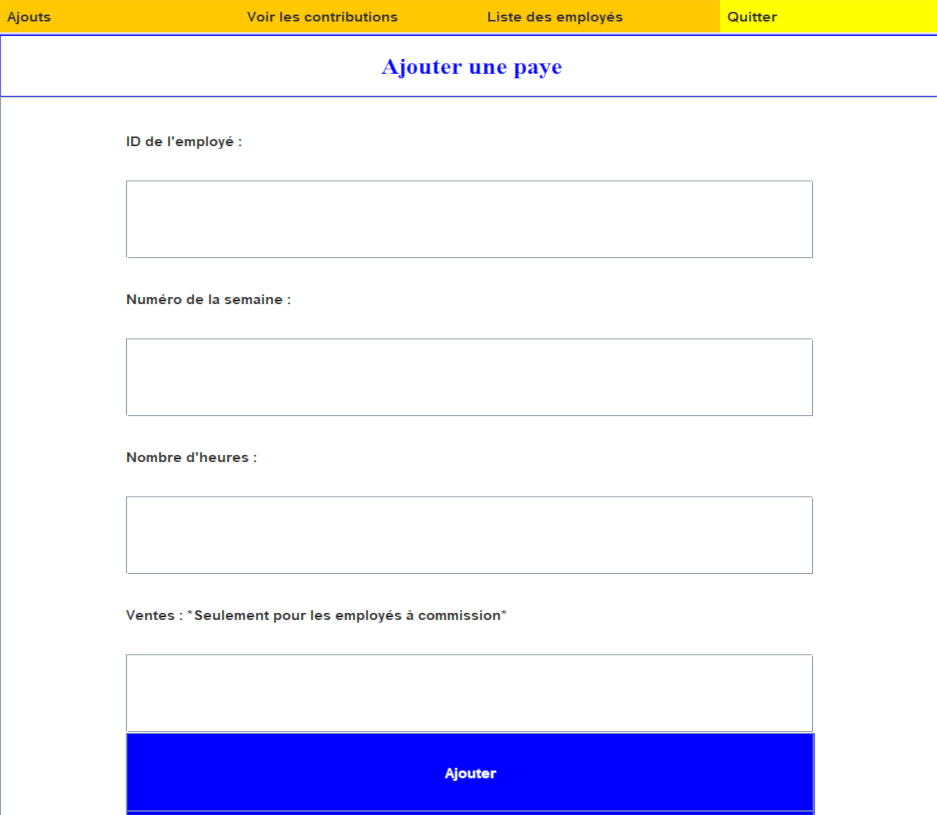 Ajouts Voir les contributions Liste des employés Quitter
Ajouter une paye
ID de l'employé :
Numéro de la semaine :
Nombre d'heures :
Ventes : *Seulement pour les employés à commission*
Ajouter